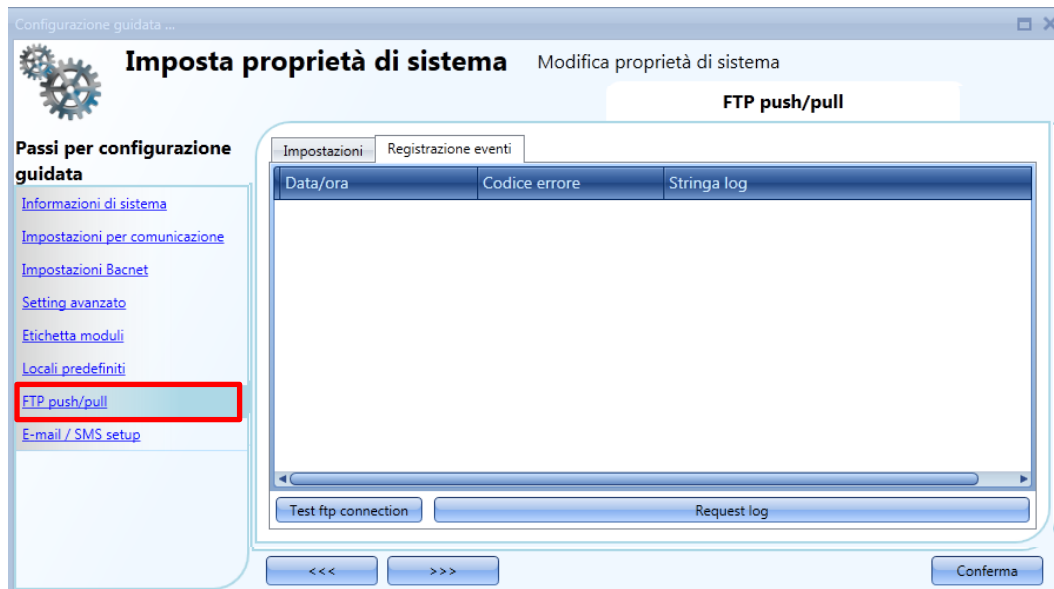 Configurazione guidata ...
Imposta proprietà di sistema Modifica proprietà di sistema
FTP push/pull
Passi per configurazione
guidata
Informazioni di sistema
Impostazioni per comunicazione
Impostazioni Bacnet
Setting avanzato
Etichetta moduli
Locali predefiniti
FTP push/pull
E-mail / SMS setup
Impostazioni Registrazione eventi
Data/ora Codice errore Stringa log
Test ftp connection Request log
<<< >>> Conferma